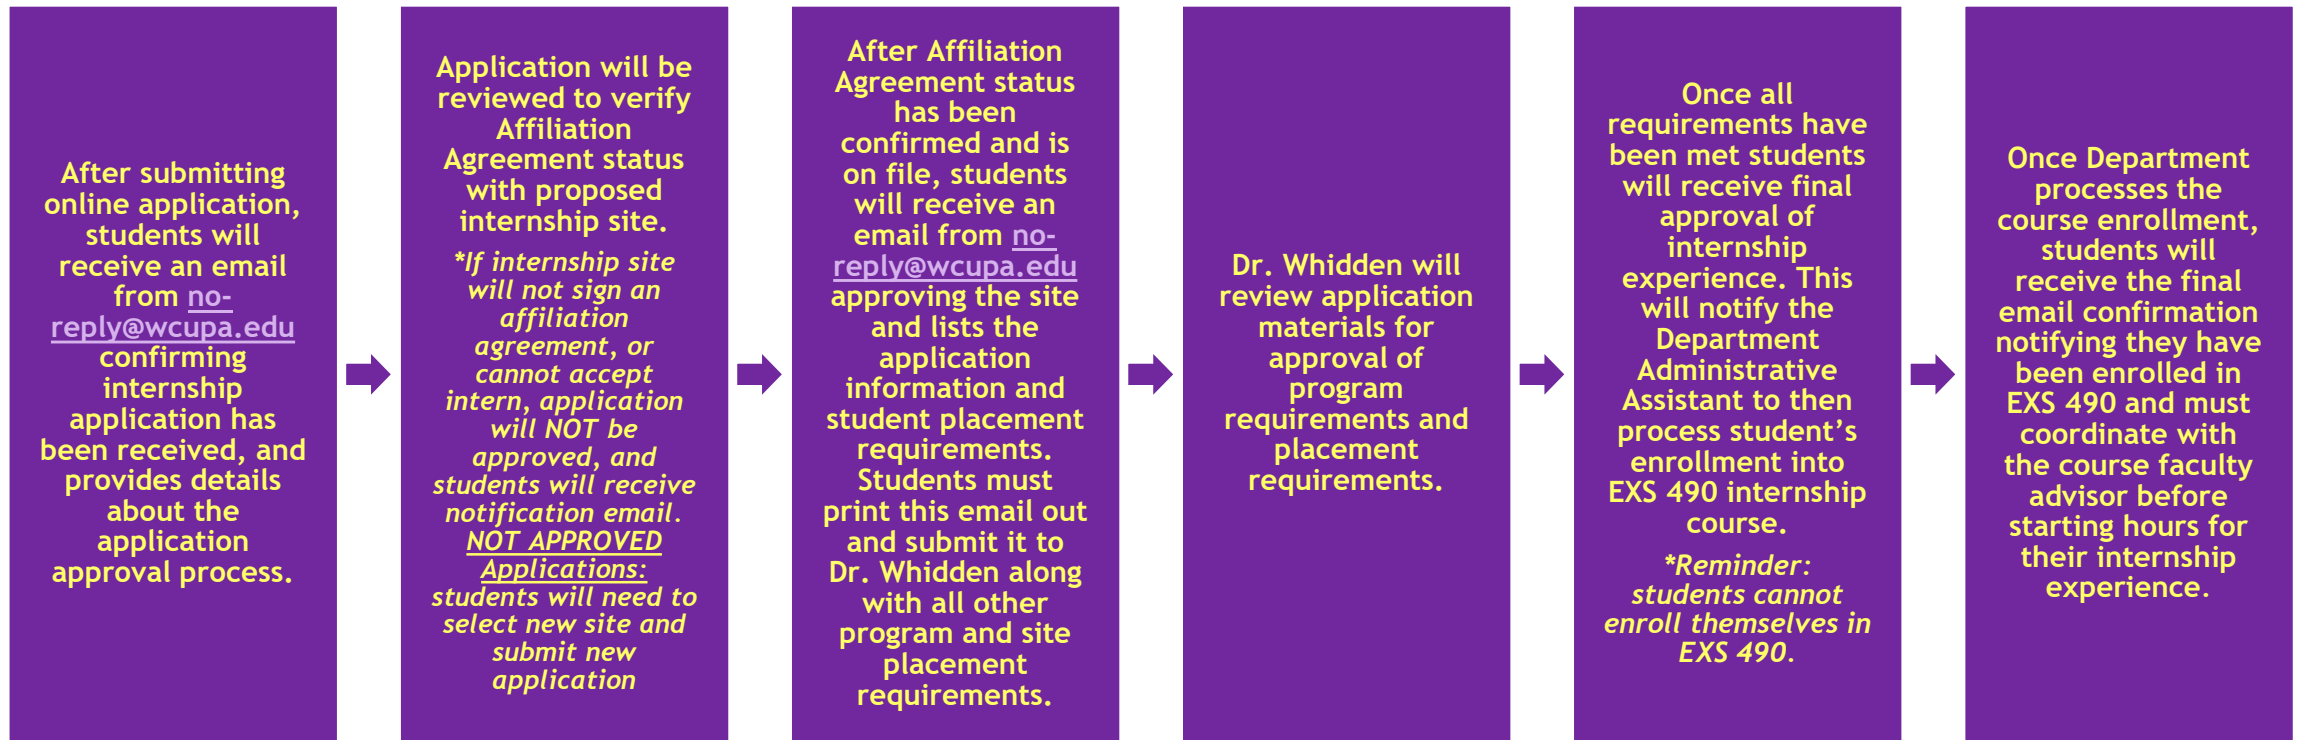 After submitting
online application,
students will
receive an email
from no-
reply@wcupa.edu
confirming
internship
application has
been received, and
provides details
about the
application
approval process.
Application will be
reviewed to verify
Affiliation
Agreement status
with proposed
internship site.
*If internship site
will not sign an
affiliation
agreement, or
cannot accept
intern, application
will NOT be
approved, and
students will receive
notification email.
NOT APPROVED
Applications:
students will need to
select new site and
submit new
application
After Affiliation
Agreement status
has been
confirmed and is
on file, students
will receive an
email from no-
reply@wcupa.edu
approving the site
and lists the
application
information and
student placement
requirements.
Students must
print this email out
and submit it to
Dr. Whidden along
with all other
program and site
placement
requirements.
Dr. Whidden will
review application
materials for
approval of
program
requirements and
placement
requirements.
Once all
requirements have
been met students
will receive final
approval of
internship
experience. This
will notify the
Department
Administrative
Assistant to then
process student’s
enrollment into
EXS 490 internship
course.
*Reminder:
students cannot
enroll themselves in
EXS 490.
Once Department
processes the
course enrollment,
students will
receive the final
email confirmation
notifying they have
been enrolled in
EXS 490 and must
coordinate with
the course faculty
advisor before
starting hours for
their internship
experience.